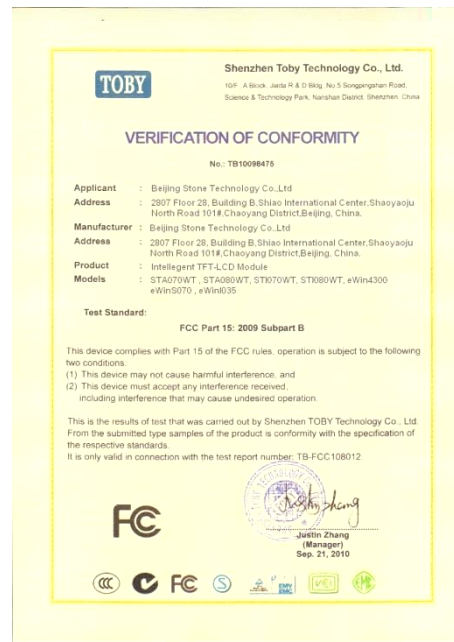 TOBY
Shenzhen Toby Technology Co., Ltd.
10/F., A Block, Jiada R & D Bldg, No.5 Songpingshan Road,
Science & Technology Park, Nanshan District, Shenzhen, China
VERIFICATION OF CONFORMITY
No.: TB10098475
Applicant : Beijing Stone Technology Co.,Ltd
Address : 2807 Floor 28, Building B,Shiao International Center,Shaoyaoju
North Road 101#,Chaoyang District,Beijing, China.
Manufacturer : Beijing Stone Technology Co.,Ltd
Address : 2807 Floor 28, Building B,Shiao International Center,Shaoyaoju
North Road 101#,Chaoyang District,Beijing, China.
Product : Intellegent TFT-LCD Module
Models : STA070WT , STA080WT, STI070WT, STI080WT, eWin4300
eWinS070 , eWinI035
Test Standard:
FCC Part 15: 2009 Subpart B
This device complies with Part 15 of the FCC rules, operation is subject to the following
two conditions:
(1) This device may not cause harmful interference, and
(2) This device must accept any interference received,
including interference that may cause undesired operation.
This is the results of test that was carried out by Shenzhen TOBY Technology Co., Ltd.
From the submitted type samples of the product is conformity with the specification of
the respective standards.
It is only valid in connection with the test report number: TB-FCC108012
Justin Zhang
FC
Justin Zhang
(Manager)
Sep. 21, 2010
CCC
FC
S
EMV
EMC
VEI